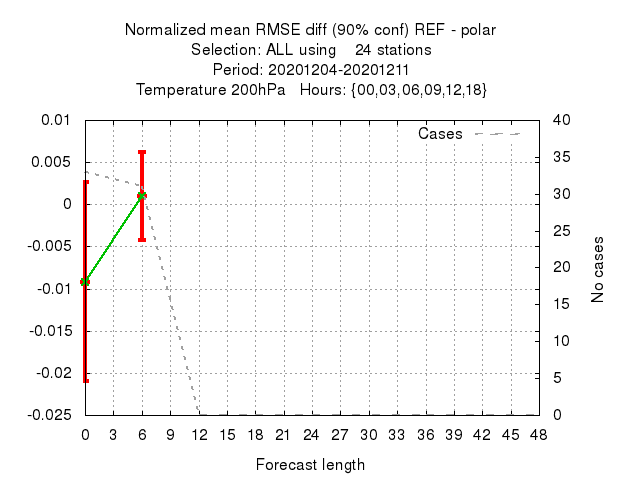 Normalized mean RMSE diff (90% conf) REF - polar
Selection: ALL using    24 stations
Period: 20201204-20201211
Temperature 200hPa   Hours: {00,03,06,09,12,18}
0.01
0.005
0
-0.005
-0.01
-0.015
-0.02
-0.025
Cases
40
35
30
25
20
15
10
5
0
No cases
0 3 6 9 12 15 18 21 24 27 30 33 36 39 42 45 48
Forecast length